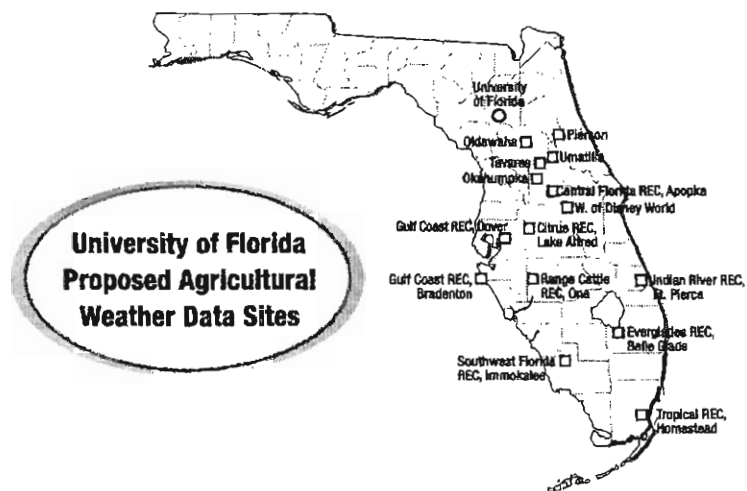 University
of Florida
Oklawaha
Pierson
Umatilla
Tavares
Okahumpka
Central Florida REC, Apopka
W. of Disney World
Gulf Coast REC, Dover
Citrus REC,
Lake Alfred
University of Florida
Proposed Agricultural
Weather Data Sites
Gulf Coast REC,
Bradenton
Range Cattle
REC, Ona
Indian River REC,
Ft. Pierce
Everglades REC,
Belle Glade
Southwest Florida
REC, Immokalee
Tropical REC,
Homestead